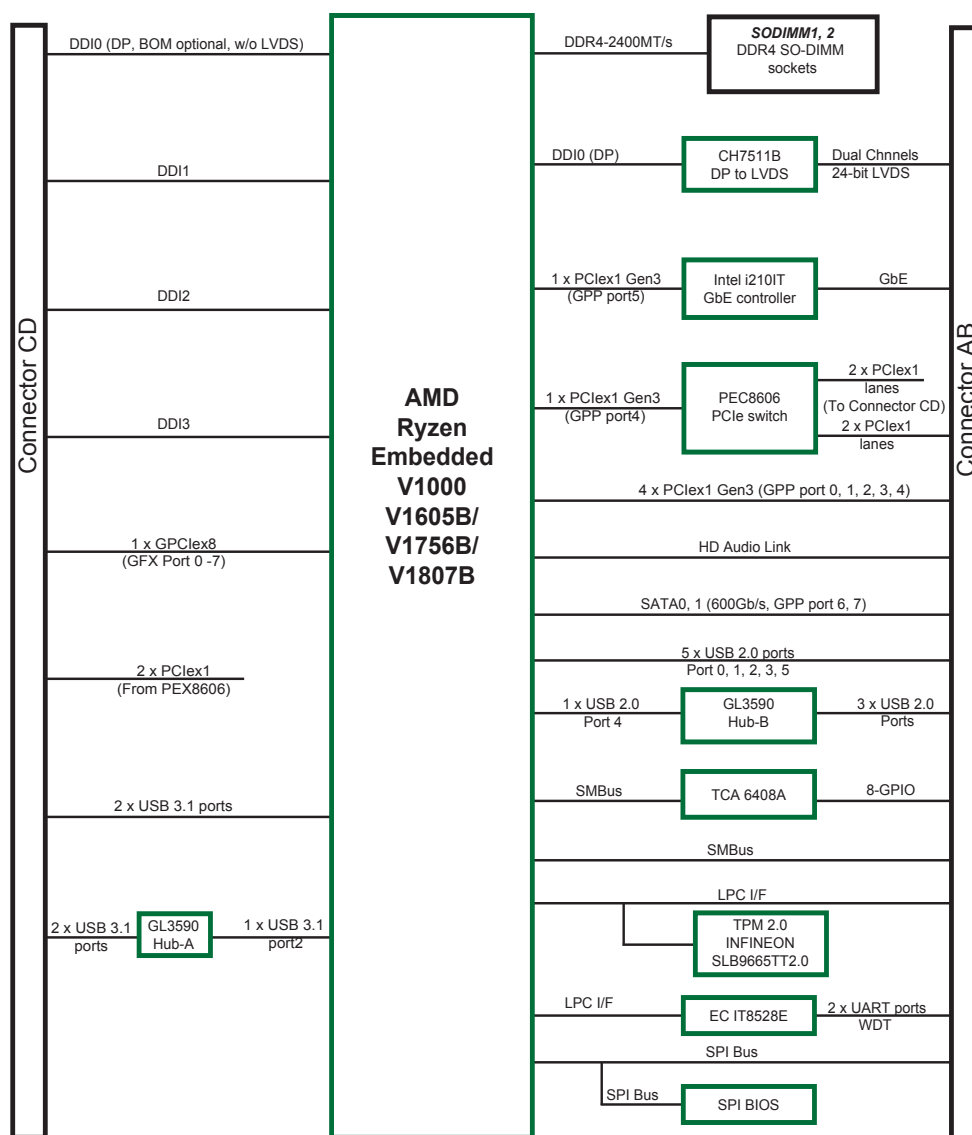 Connector CD
DDI0 (DP, BOM optional, w/o LVDS)
DDI1
DDI2
DDI3
1 x GPCIex8
(GFX Port 0 -7)
2 x PCIex1
(From PEX8606)
2 x USB 3.1 ports
2 x USB 3.1
ports
GL3590
Hub-A
1 x USB 3.1
port2
AMD
Ryzen
Embedded
V1000
V1605B/
V1756B/
V1807B
DDR4-2400MT/s
SODIMM1, 2
DDR4 SO-DIMM
sockets
DDI0 (DP)
CH7511B
DP to LVDS
Dual Chnnels
24-bit LVDS
1 x PCIex1 Gen3
(GPP port5)
Intel i210IT
GbE controller
GbE
1 x PCIex1 Gen3
(GPP port4)
PEC8606
PCIe switch
2 x PCIex1
lanes
(To Connector CD)
2 x PCIex1
lanes
4 x PCIex1 Gen3 (GPP port 0, 1, 2, 3, 4)
HD Audio Link
SATA0, 1 (600Gb/s, GPP port 6, 7)
5 x USB 2.0 ports
Port 0, 1, 2, 3, 5
1 x USB 2.0
Port 4
GL3590
Hub-B
3 x USB 2.0
Ports
SMBus
TCA 6408A
8-GPIO
SMBus
LPC I/F
TPM 2.0
INFINEON
SLB9665TT2.0
LPC I/F
EC IT8528E
2 x UART ports
WDT
SPI Bus
SPI Bus
SPI BIOS
Connector AB